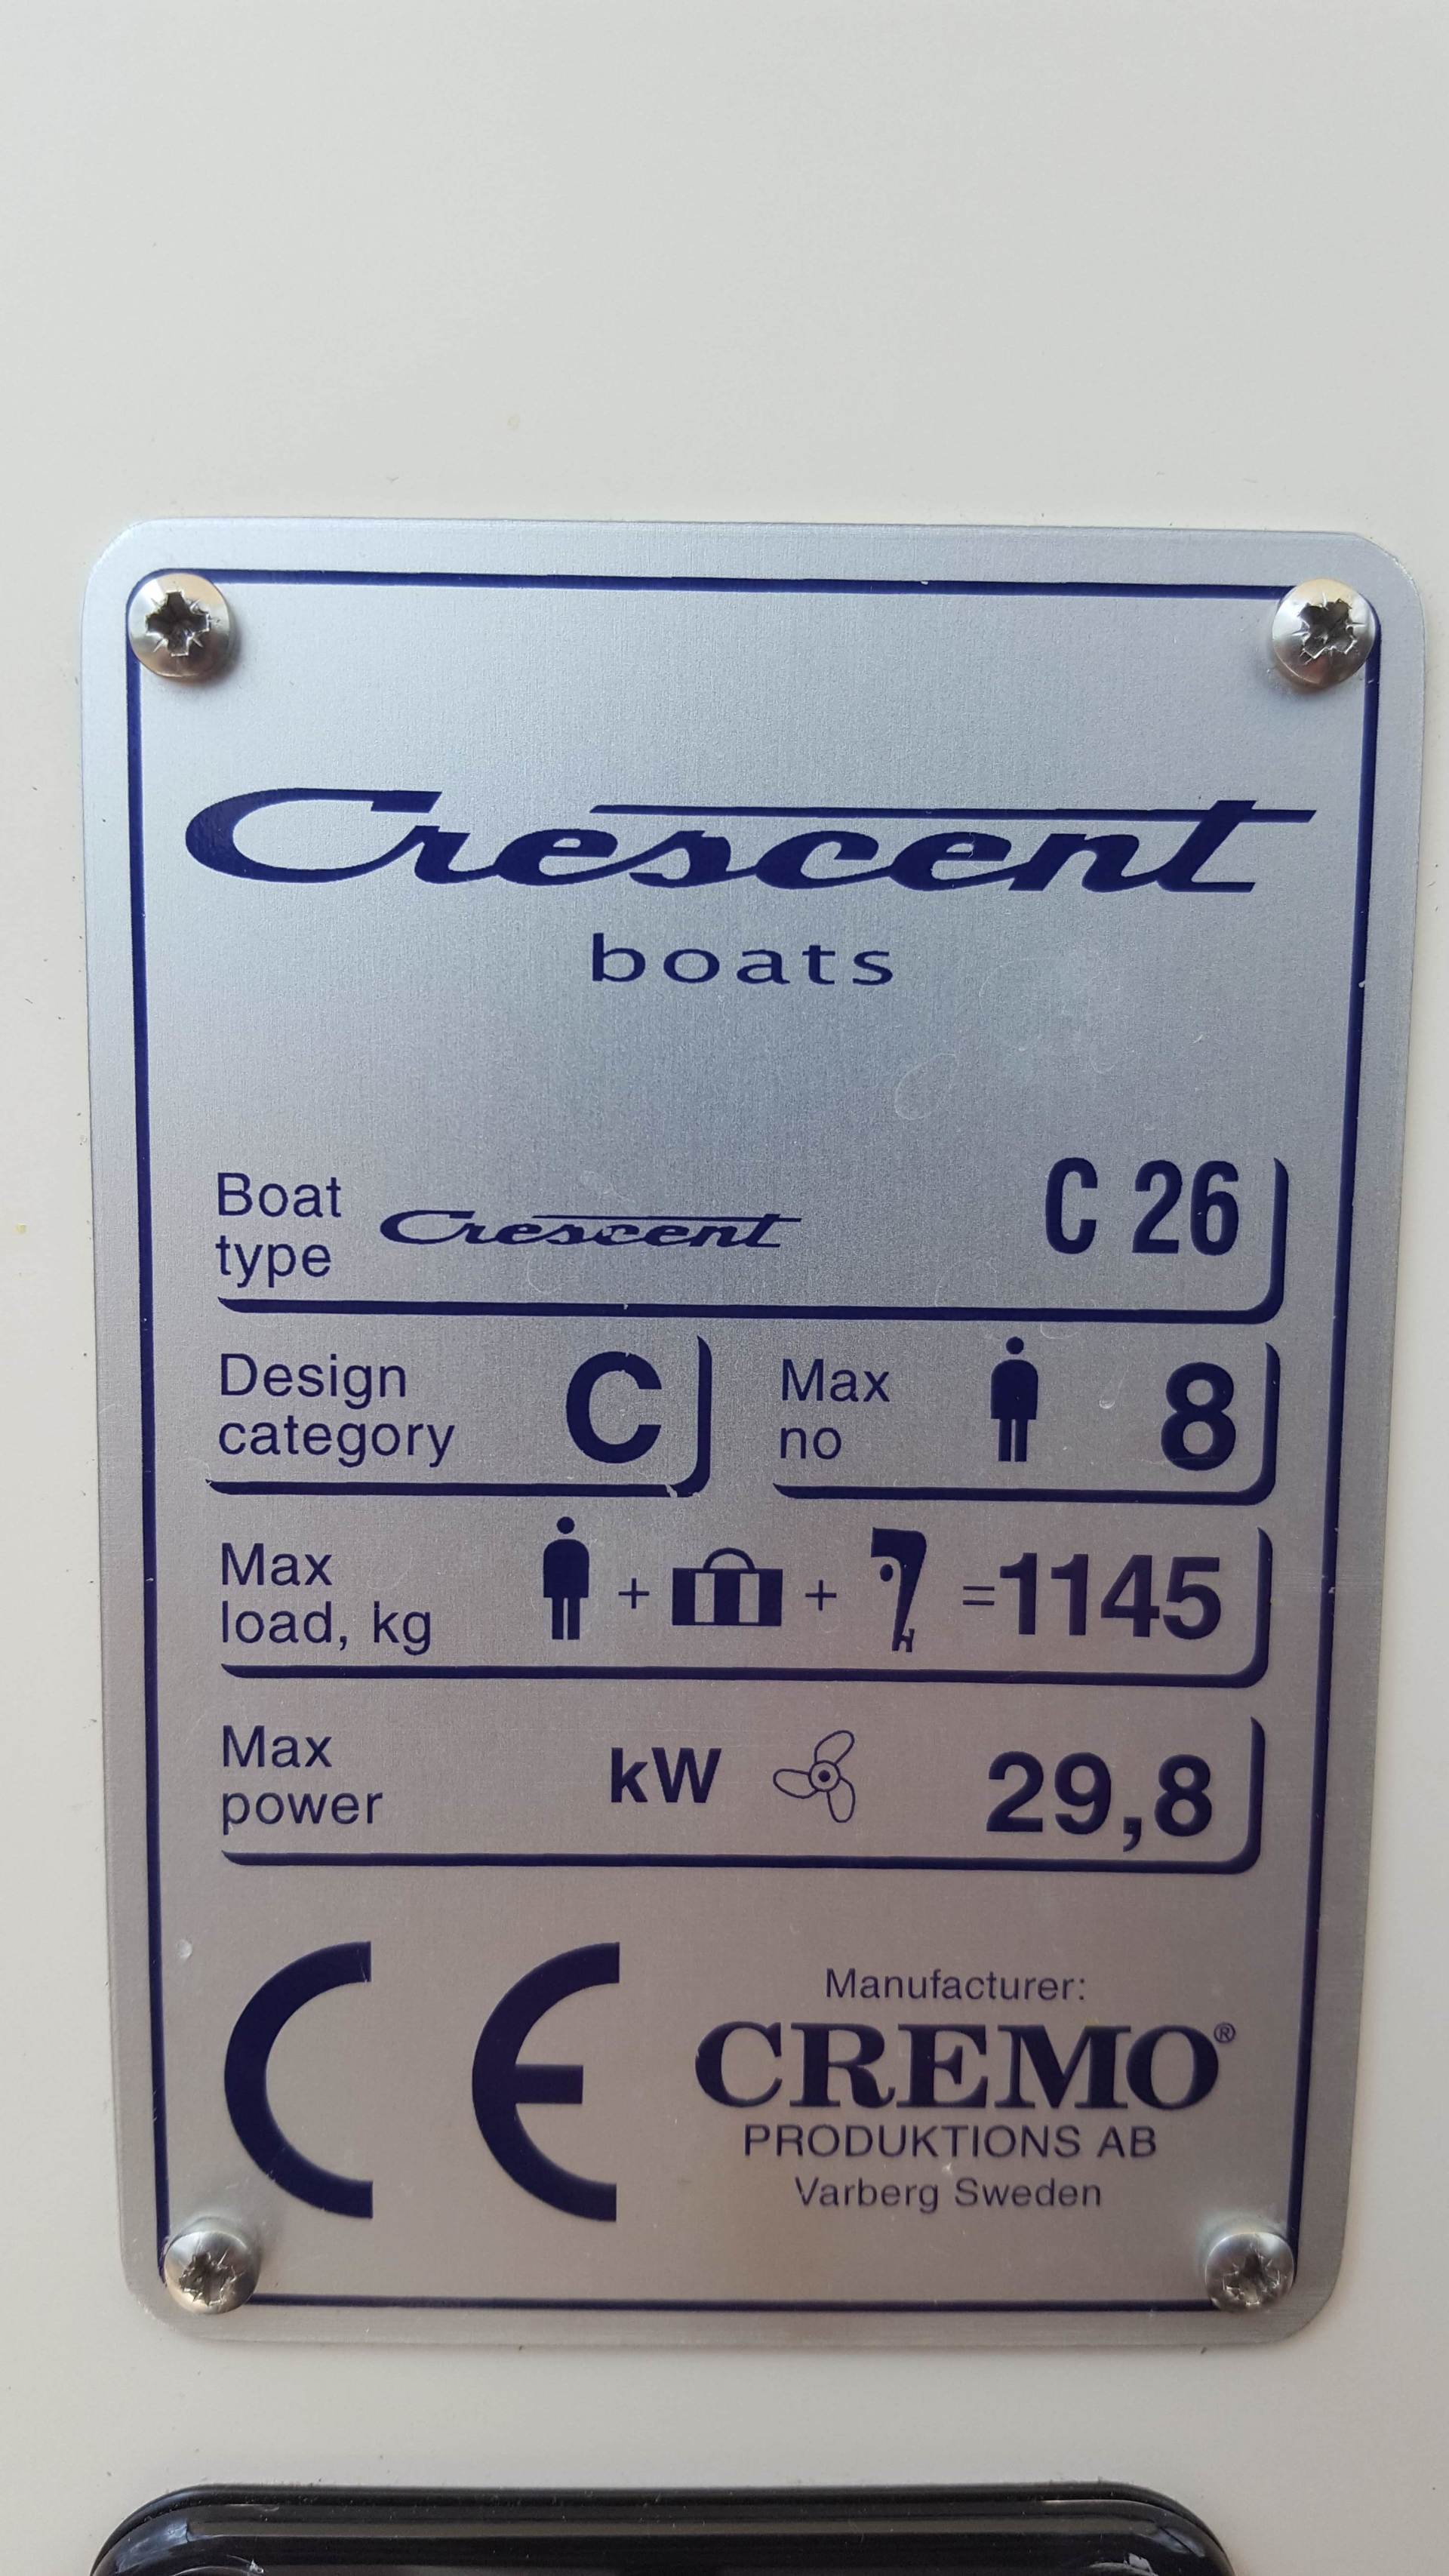 Crescent
boats
Boat type Crescent C 26
Design category C
Max no 8
Max load, kg + + =1145
Max power kW 29,8
CE
Manufacturer:
CREMO®
PRODUKTIONS AB
Varberg Sweden